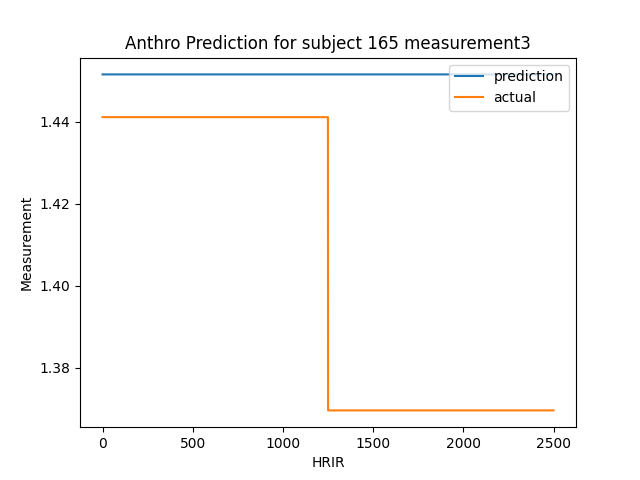 Anthro Prediction for subject 165 measurement3
prediction
actual
Measurement
1.44
1.42
1.40
1.38
0 500 1000 1500 2000 2500
HRIR